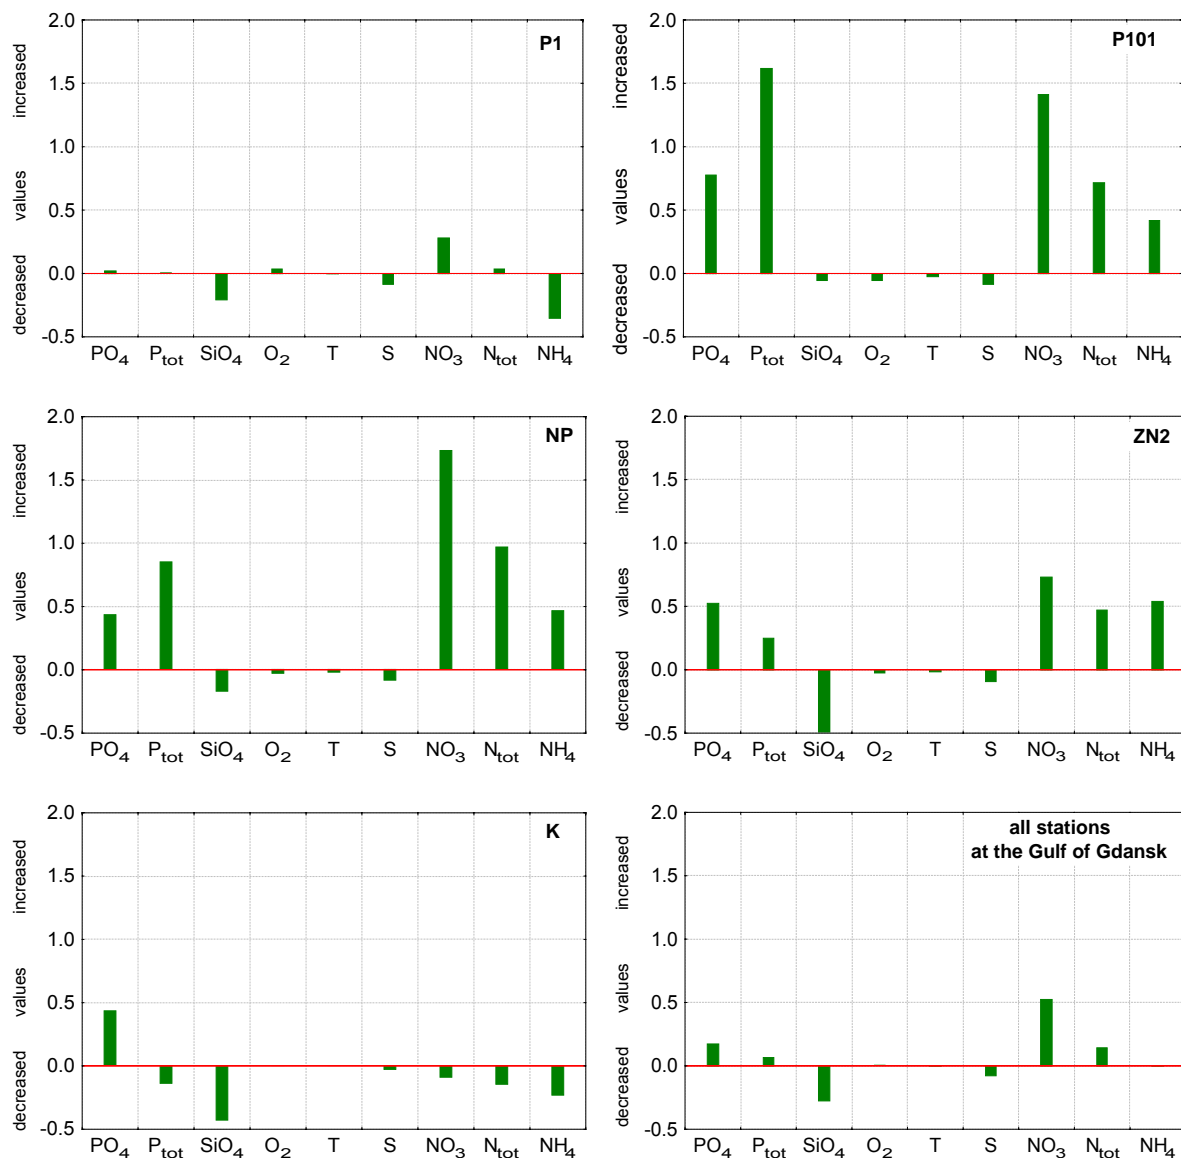 P1
2.0
1.5
1.0
0.5
0.0
-0.5
increased
values
decreased
PO4 Ptot SiO4 O2 T S NO3 Ntot NH4
P101
2.0
1.5
1.0
0.5
0.0
-0.5
increased
values
decreased
PO4 Ptot SiO4 O2 T S NO3 Ntot NH4
NP
2.0
1.5
1.0
0.5
0.0
-0.5
increased
values
decreased
PO4 Ptot SiO4 O2 T S NO3 Ntot NH4
ZN2
2.0
1.5
1.0
0.5
0.0
-0.5
increased
values
decreased
PO4 Ptot SiO4 O2 T S NO3 Ntot NH4
K
2.0
1.5
1.0
0.5
0.0
-0.5
increased
values
decreased
PO4 Ptot SiO4 O2 T S NO3 Ntot NH4
all stations
at the Gulf of Gdansk
2.0
1.5
1.0
0.5
0.0
-0.5
increased
values
decreased
PO4 Ptot SiO4 O2 T S NO3 Ntot NH4